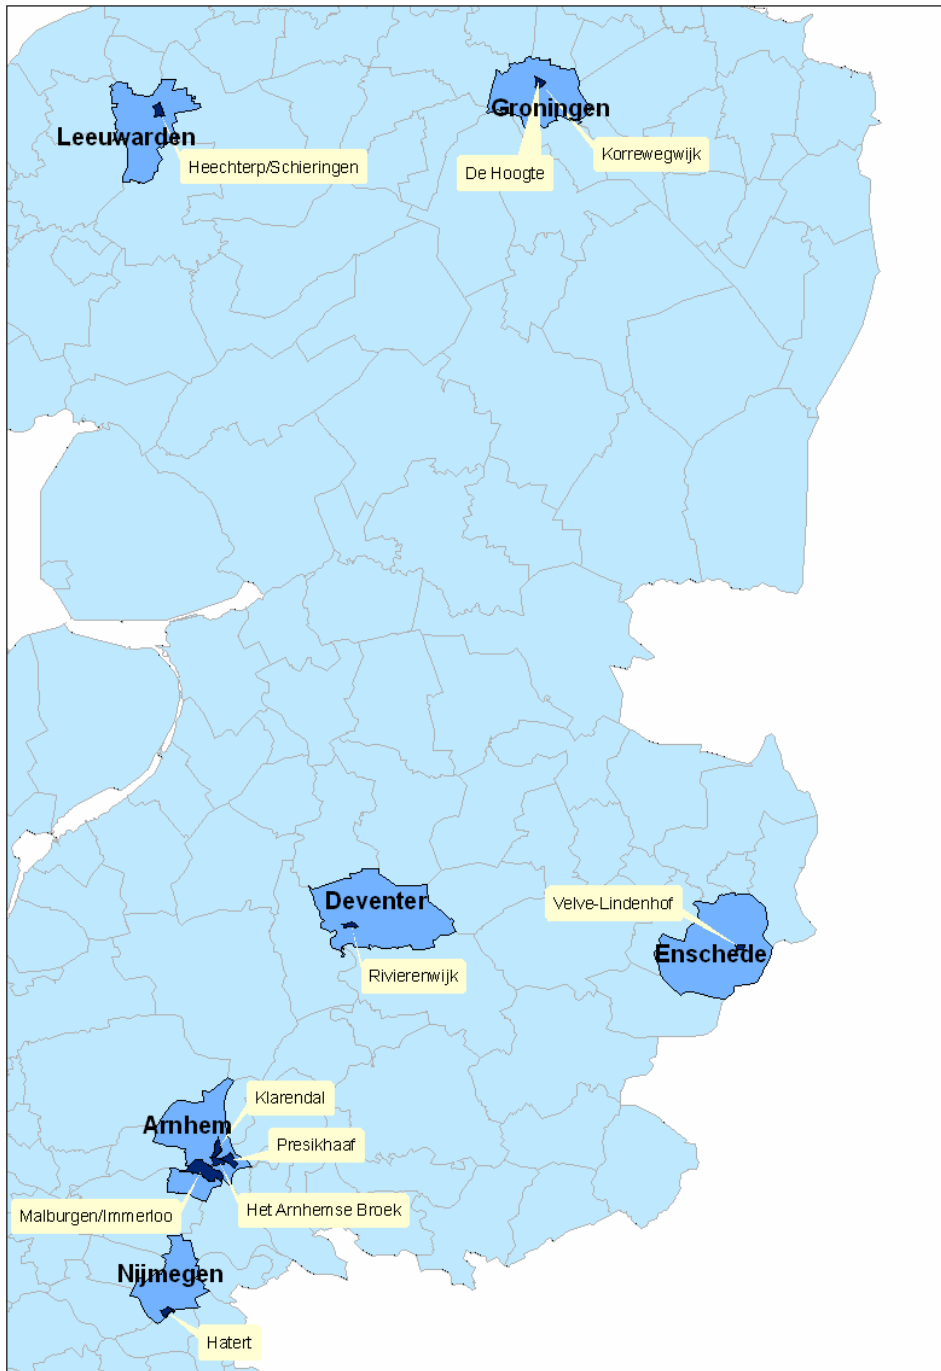 Groningen
Leeuwarden
Korrewegwijk
Heechterp/Schieringen
De Hoogte
Deventer
Velve-Lindenhof
Enschede
Rivierenwijk
Klarendal
Arnhem
Presikhaaf
Malburgen/Immerloo
Het Arnhemse Broek
Nijmegen
Hatert